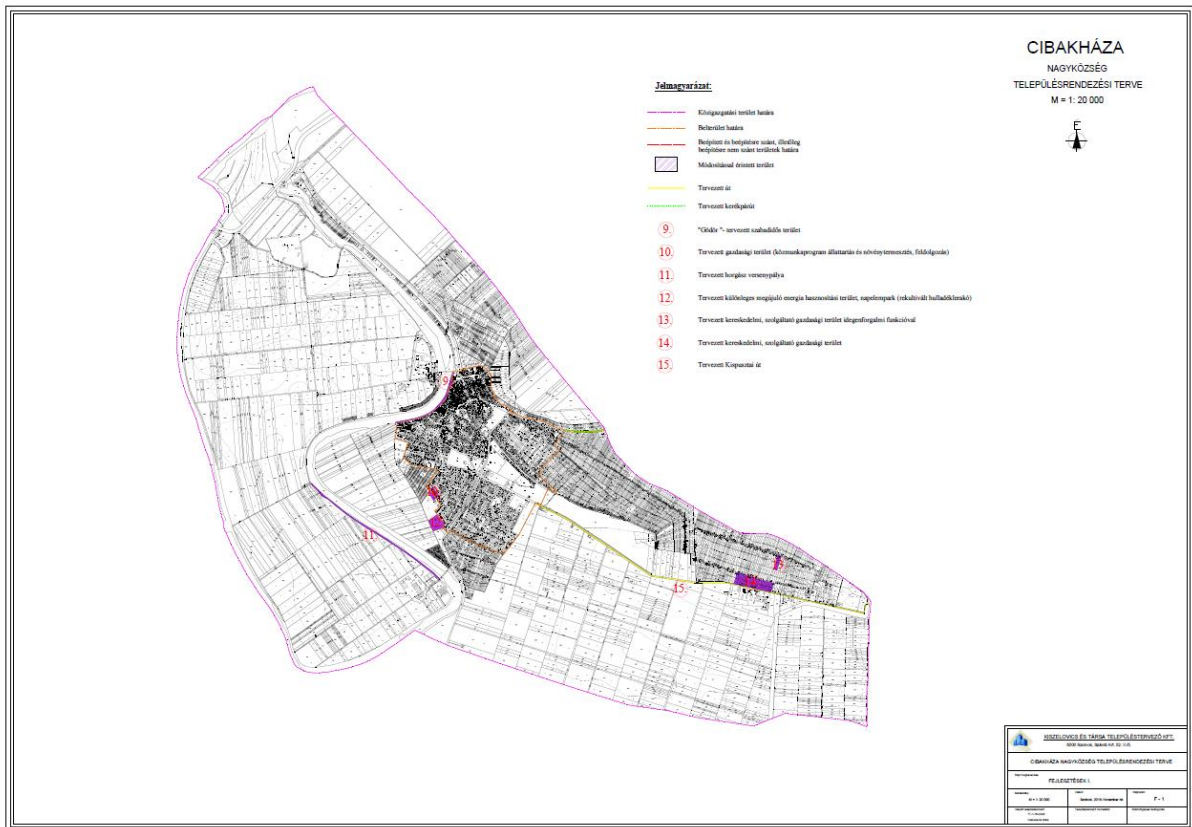 CIBAKHÁZA
NAGYKÖZSÉG
TELEPÜLÉSRENDEZÉSI TERVE
M = 1: 20 000
É
Jelmagyarázat:
Közigazgatási terület határa
Belterület határa
Beépített és beépítésre szánt, illetőleg
beépítésre nem szánt területek határa
Módosítással érintett terület
Tervezett út
Tervezett kerékpárút
9. "Gödör "- tervezett szabadidős terület
10. Tervezett gazdasági terület (közmunkaprogram állattartás és növénytermesztés, feldolgozás)
11. Tervezett horgász versenypálya
12. Tervezett különleges megújuló energia hasznosítási terület, napelempark (rekultivált hulladéklerakó)
13. Tervezett kereskedelmi, szolgáltató gazdasági terület idegenforgalmi funkcióval
14. Tervezett kereskedelmi, szolgáltató gazdasági terület
15. Tervezett Kispusztai út
9.
11.
13.
15.
KISZELOVICS ÉS TÁRSA TELEPÜLÉSTERVEZŐ KFT.
CIBAKHÁZA NAGYKÖZSÉG TELEPÜLÉSRENDEZÉSI TERVE
FEJLESZTÉSEK I.
M = 1: 20 000
F - 1